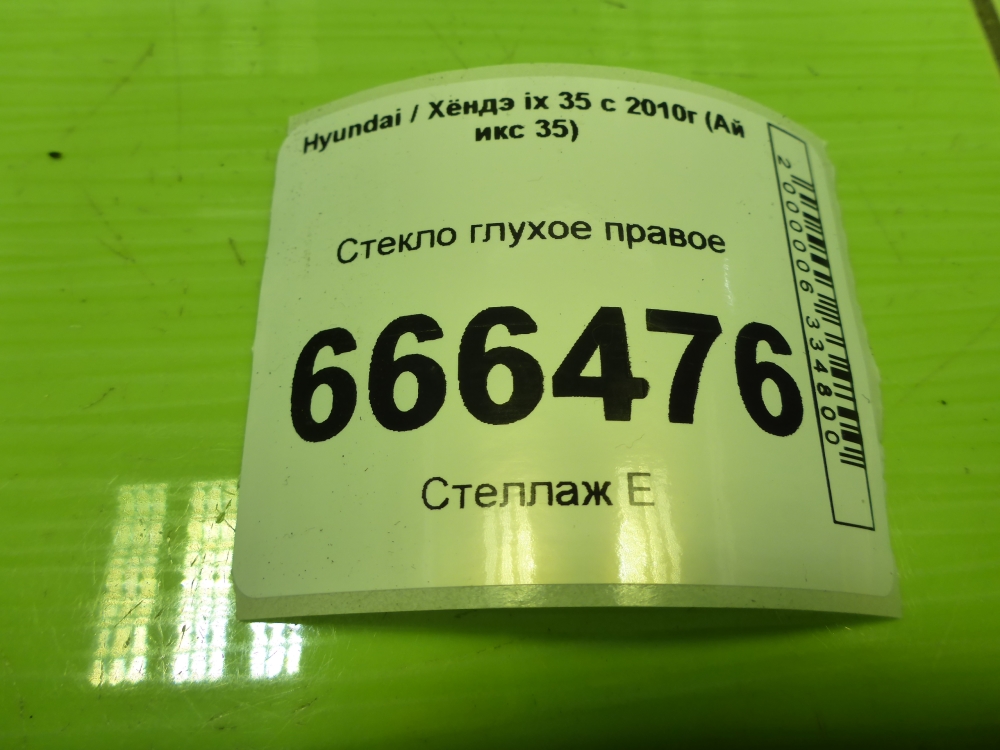 Hyundai / Хёндэ ix 35 с 2010г (Ай
икс 35)
Стекло глухое правое
666476
Стеллаж Е
2000006334800